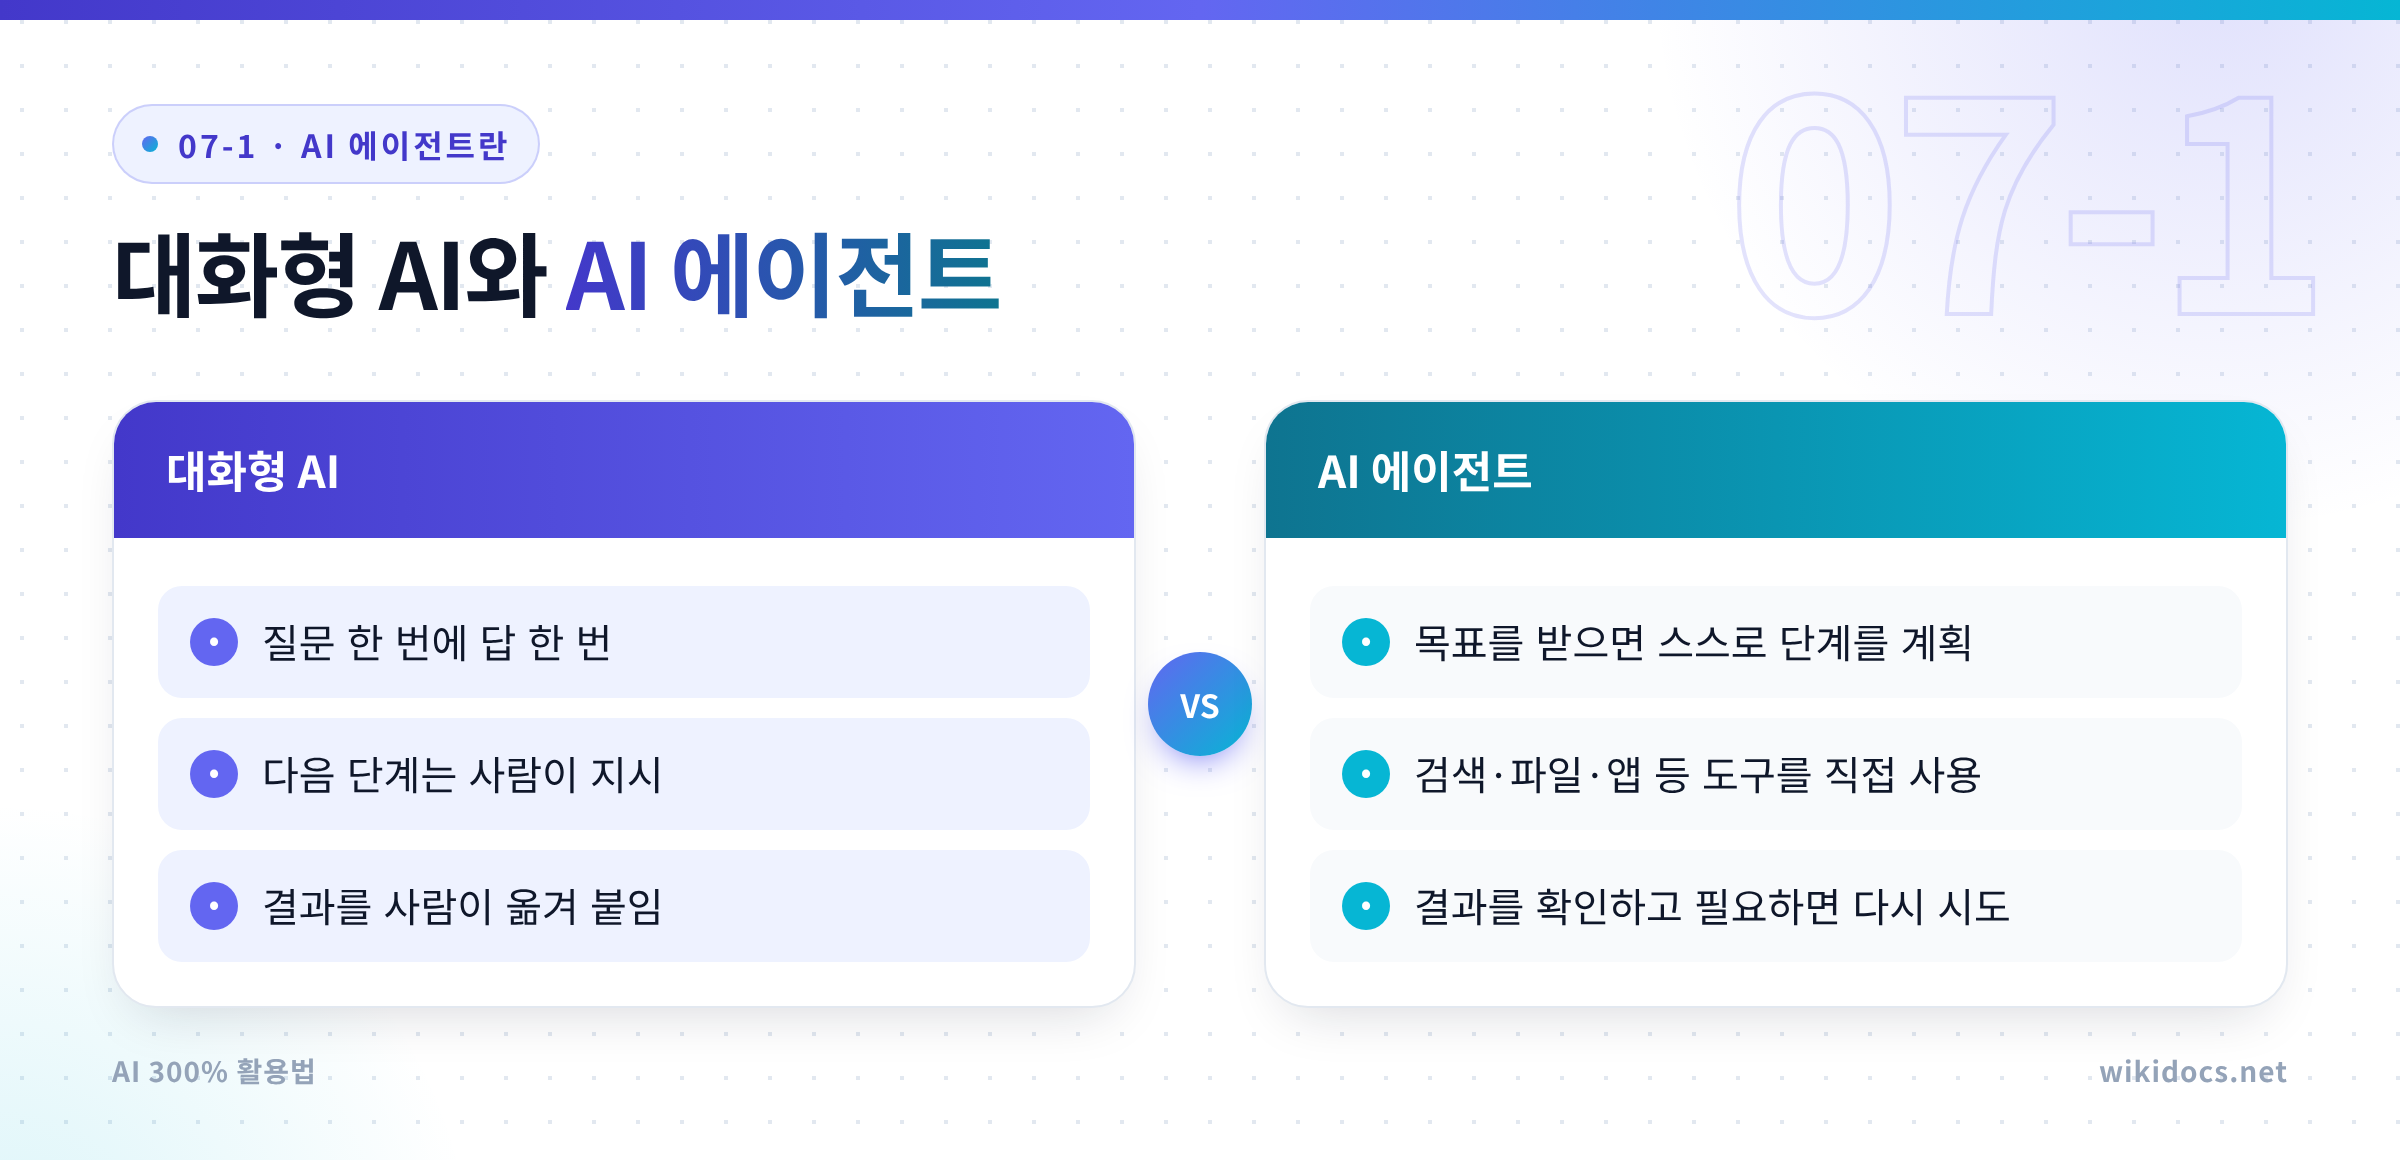 07-1 · AI 에이전트란
07-1
대화형 AI와 AI 에이전트
대화형 AI
질문 한 번에 답 한 번
다음 단계는 사람이 지시
결과를 사람이 옮겨 붙임
VS
AI 에이전트
목표를 받으면 스스로 단계를 계획
검색·파일·앱 등 도구를 직접 사용
결과를 확인하고 필요하면 다시 시도
AI 300% 활용법
wikidocs.net